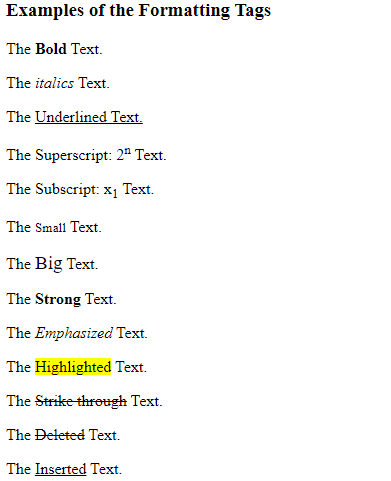 Examples of the Formatting Tags
The Bold Text.
The italics Text.
The Underlined Text.
The Superscript: 2ⁿ Text.
The Subscript: x₁ Text.
The Small Text.
The Big Text.
The Strong Text.
The Emphasized Text.
The Highlighted Text.
The Strike through Text.
The Deleted Text.
The Inserted Text.